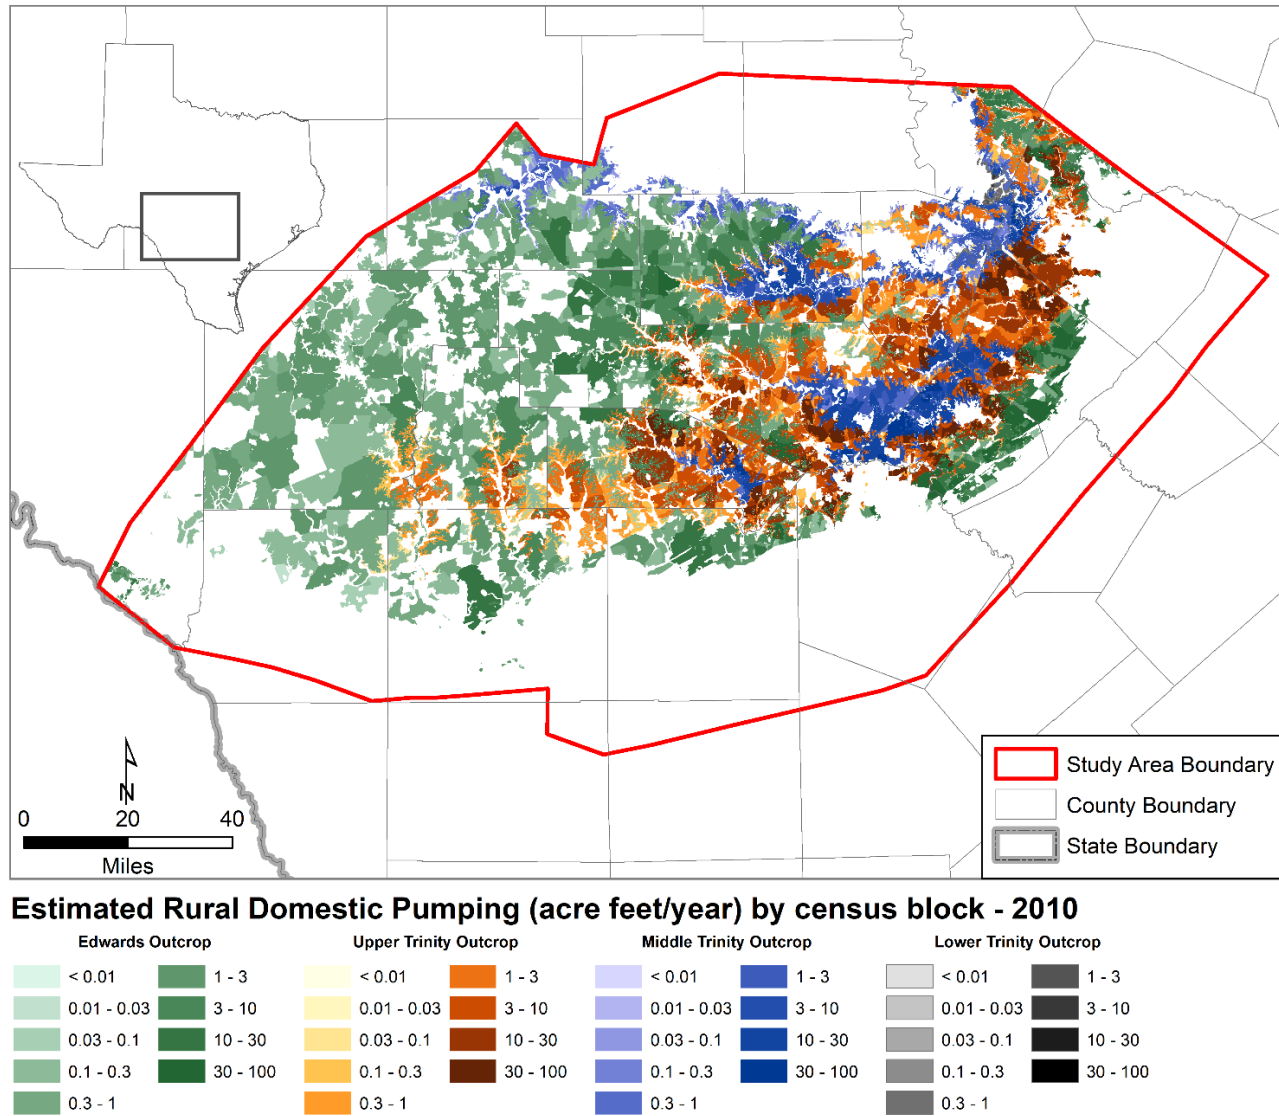 Study Area Boundary
County Boundary
State Boundary
N
0 20 40
Miles
Estimated Rural Domestic Pumping (acre feet/year) by census block - 2010
Edwards Outcrop Upper Trinity Outcrop Middle Trinity Outcrop Lower Trinity Outcrop
< 0.01 1 - 3 < 0.01 1 - 3 < 0.01 1 - 3 < 0.01 1 - 3
0.01 - 0.03 3 - 10 0.01 - 0.03 3 - 10 0.01 - 0.03 3 - 10 0.01 - 0.03 3 - 10
0.03 - 0.1 10 - 30 0.03 - 0.1 10 - 30 0.03 - 0.1 10 - 30 0.03 - 0.1 10 - 30
0.1 - 0.3 30 - 100 0.1 - 0.3 30 - 100 0.1 - 0.3 30 - 100 0.1 - 0.3 30 - 100
0.3 - 1 0.3 - 1 0.3 - 1 0.3 - 1